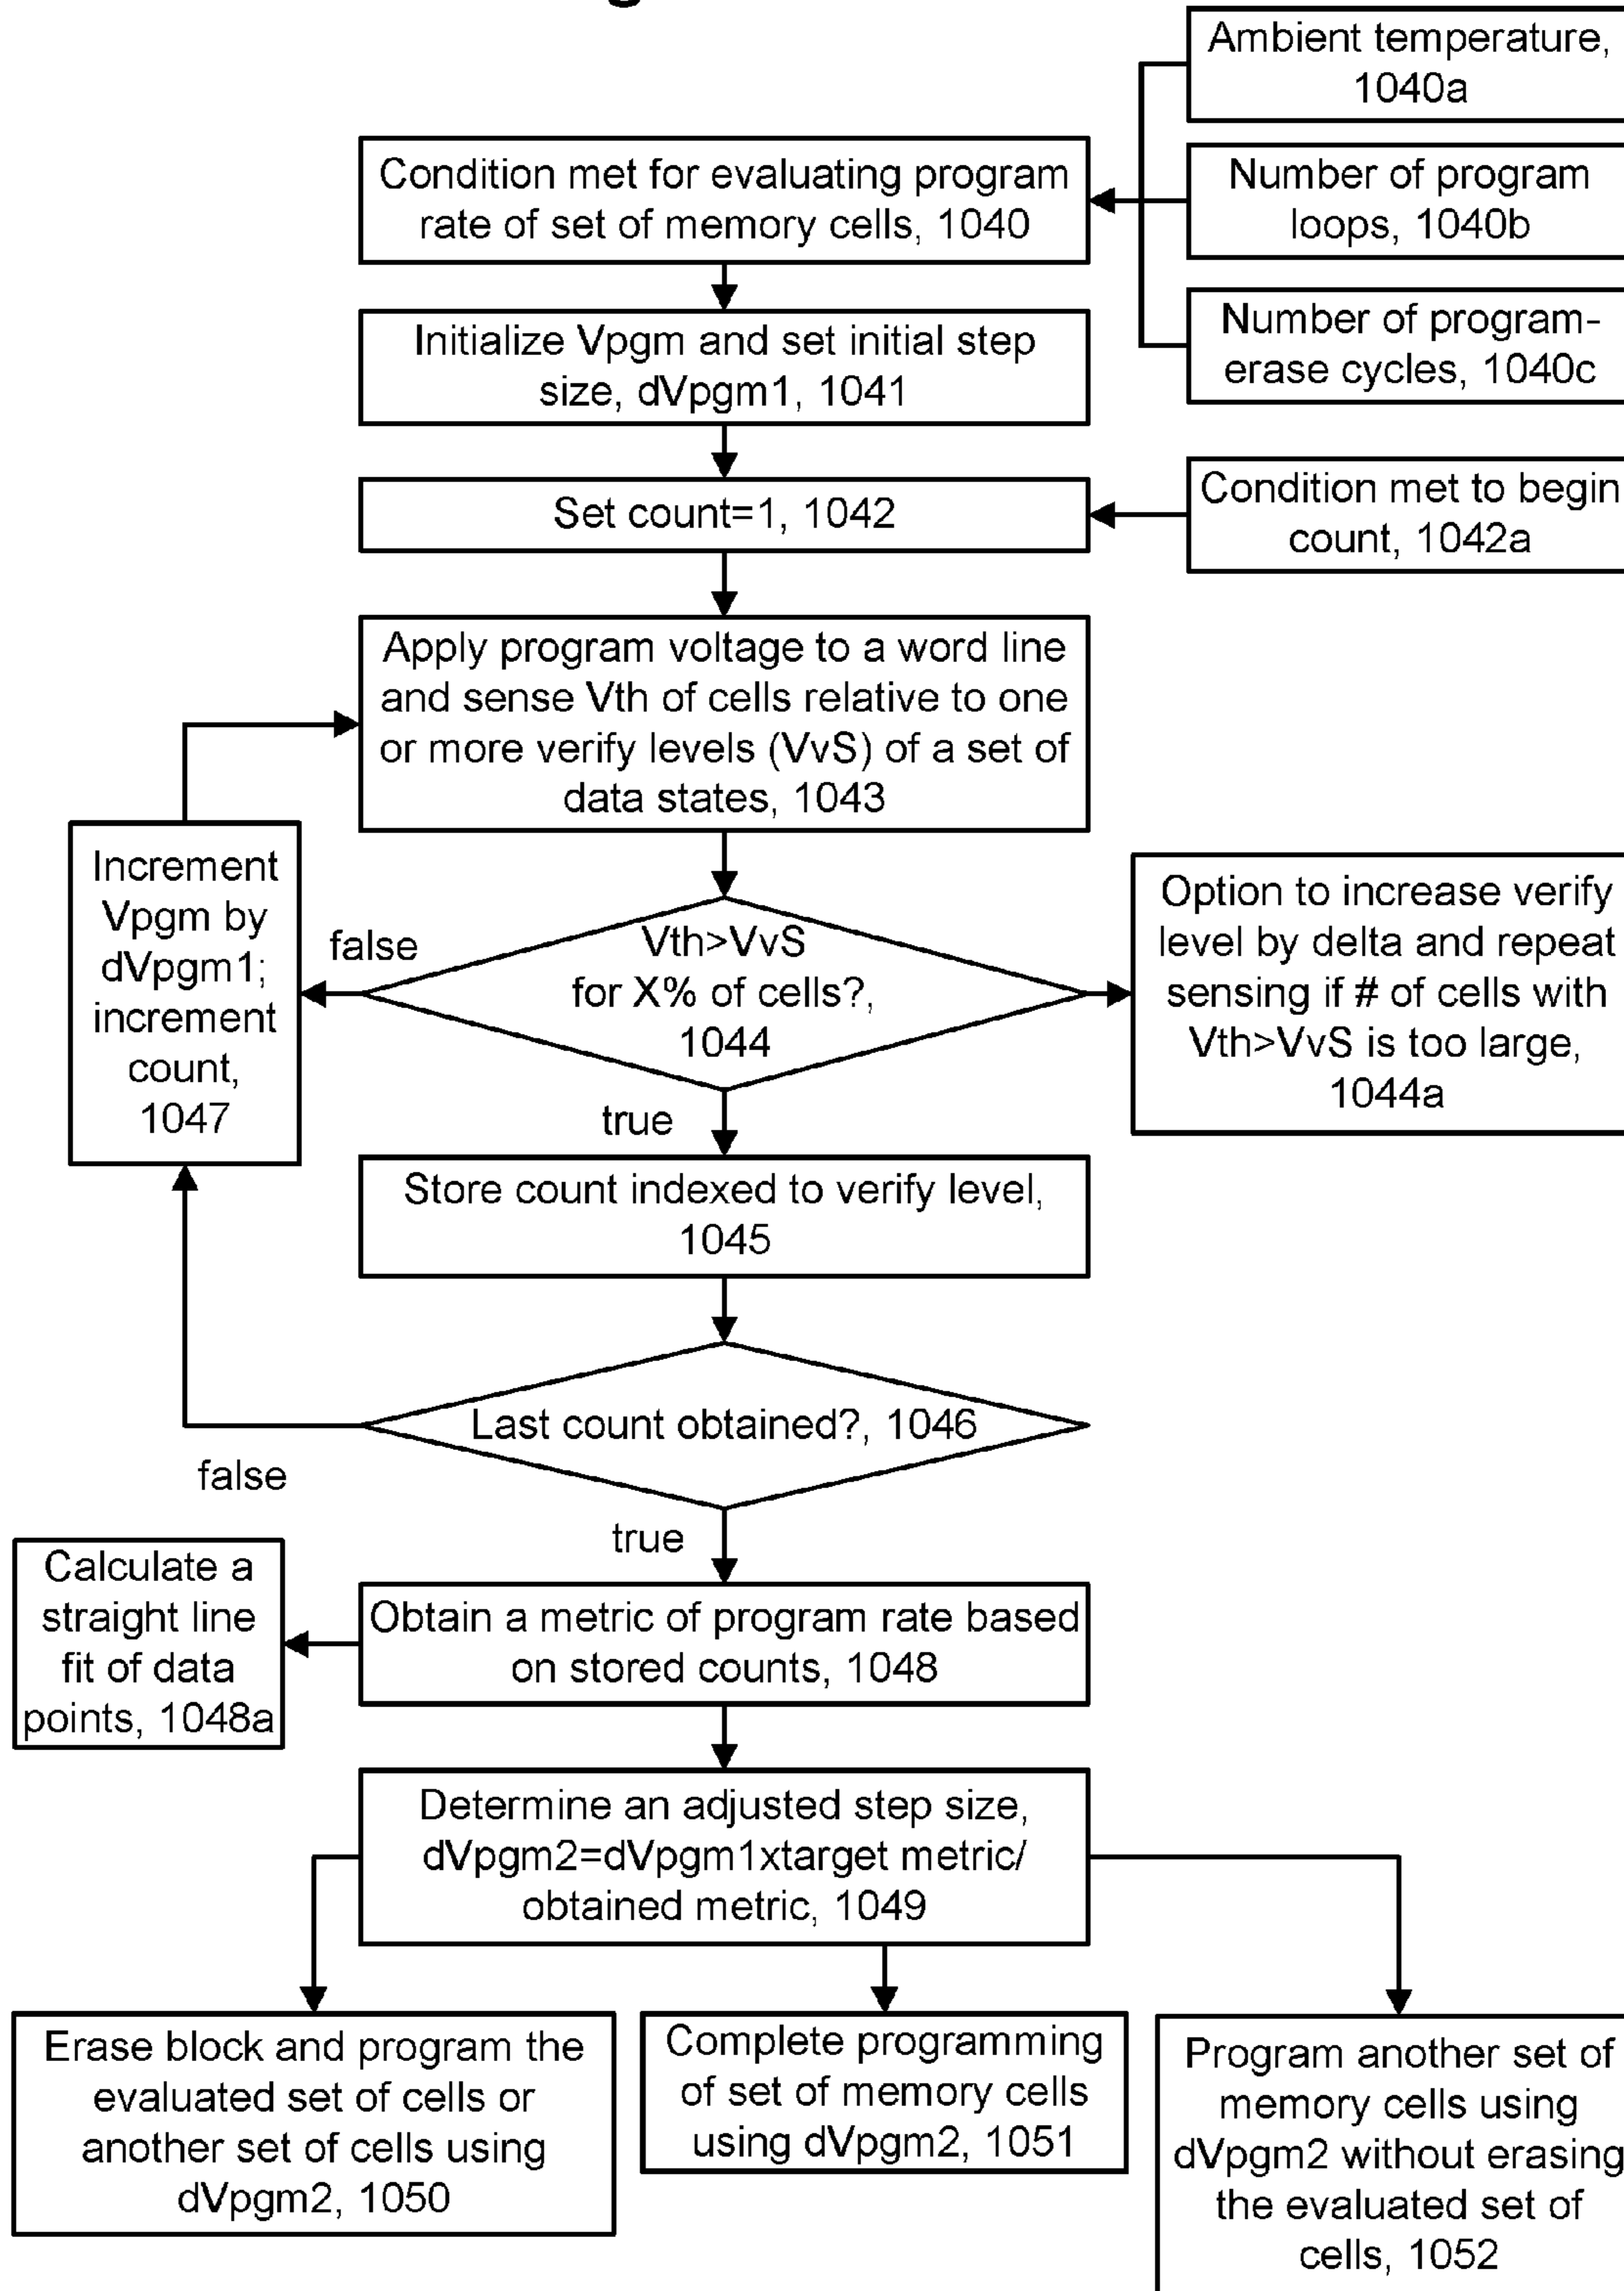 Ambient temperature,
1040a
Condition met for evaluating program
rate of set of memory cells, 1040
Number of program
loops, 1040b
Number of program-
erase cycles, 1040c
Initialize Vpgm and set initial step
size, dVpgm1, 1041
Set count=1, 1042
Condition met to begin
count, 1042a
Apply program voltage to a word line
and sense Vth of cells relative to one
or more verify levels (VvS) of a set of
data states, 1043
Increment
Vpgm by
dVpgm1;
increment
count,
1047
false
Vth>VvS
for X% of cells?,
1044
Option to increase verify
level by delta and repeat
sensing if # of cells with
Vth>VvS is too large,
1044a
true
Store count indexed to verify level,
1045
Last count obtained?, 1046
false
true
Calculate a
straight line
fit of data
points, 1048a
Obtain a metric of program rate based
on stored counts, 1048
Determine an adjusted step size,
dVpgm2=dVpgm1xtarget metric/
obtained metric, 1049
Erase block and program the
evaluated set of cells or
another set of cells using
dVpgm2, 1050
Complete programming
of set of memory cells
using dVpgm2, 1051
Program another set of
memory cells using
dVpgm2 without erasing
the evaluated set of
cells, 1052